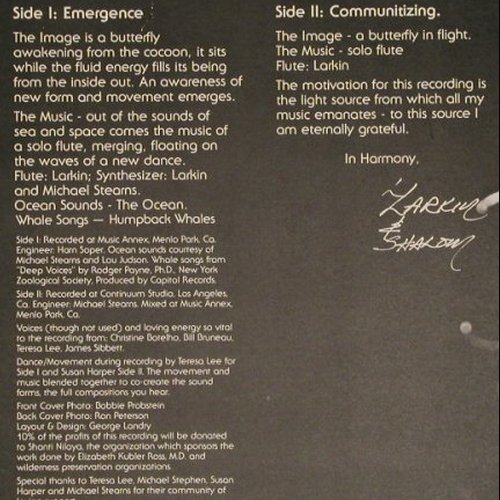 Side I: Emergence
The Image is a butterfly
awakening from the cocoon, it sits
while the fluid energy fills its being
from the inside out. An awareness of
new form and movement emerges.
The Music - out of the sounds of
sea and space comes the music of
a solo flute, merging, floating on
the waves of a new dance.
Flute: Larkin; Synthesizer: Larkin
and Michael Stearns.
Ocean Sounds - The Ocean.
Whale Songs — Humpback Whales
Side I: Recorded at Music Annex, Menlo Park, Ca.
Engineer: Harn Soper. Ocean sounds courtesy of
Michael Stearns and Lou Judson. Whale songs from
"Deep Voices" by Rodger Payne, Ph.D. New York
Zoological Society, Produced by Capitol Records.
Side II: Recorded at Continuum Studio, Los Angeles,
Ca. Engineer: Michael Stearns. Mixed at Music Annex,
Menlo Park, Ca.
Voices (though not used) and loving energy so vital
to the recording from: Christine Botelho, Bill Bruneau,
Teresa Lee, James Sibbett.
Dance/Movement during recording by Teresa Lee for
Side I and Susan Harper Side II. The movement and
music blended together to co-create the sound
forms, the full compositions you hear.
Front Cover Photo: Bobbie Probstein
Back Cover Photo: Ron Peterson
Layout & Design: George Landry
10% of the profits of this recording will be donated
to Shanti Nilaya, the organization which sponsors the
work done by Elizabeth Kubler Ross, M.D. and
wilderness preservation organizations
Special thanks to Teresa Lee, Michael Stephen, Susan
Harper and Michael Stearns for their community of
Side II: Communitizing.
The Image - a butterfly in flight.
The Music - solo flute
Flute: Larkin
The motivation for this recording is
the light source from which all my
music emanates - to this source I
am eternally grateful.
In Harmony,
Larkin
&
Shalom